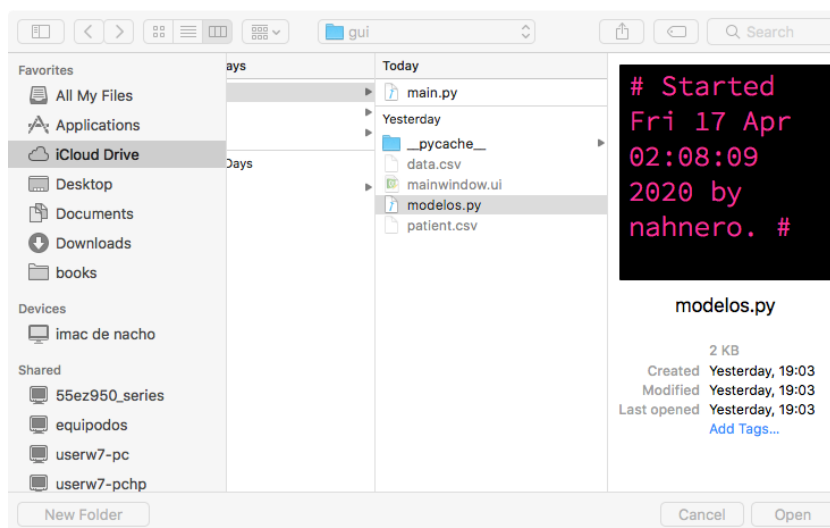 gui
Search
Favorites
All My Files
Applications
iCloud Drive
Desktop
Documents
Downloads
books
Devices
imac de nacho
Shared
55ez950_series
equipodos
userw7-pc
userw7-pchp
ays
Days
Today
main.py
Yesterday
__pycache__
data.csv
mainwindow.ui
modelos.py
patient.csv
# Started
Fri 17 Apr
02:08:09
2020 by
nahnero. #
modelos.py
2 KB
Created Yesterday, 19:03
Modified Yesterday, 19:03
Last opened Yesterday, 19:03
Add Tags...
New Folder
Cancel
Open